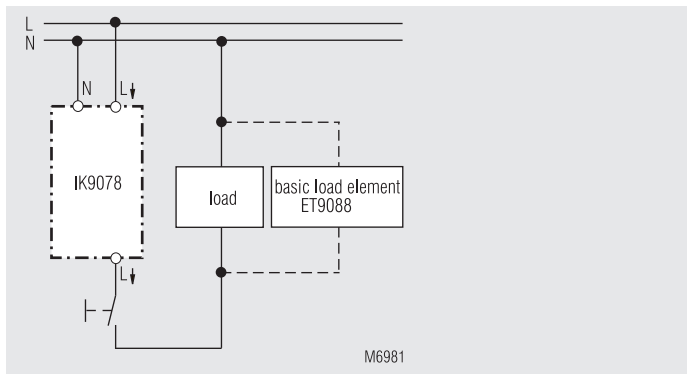 L
N
N
L
IK9078
load
basic load element
ET9088
L
M6981